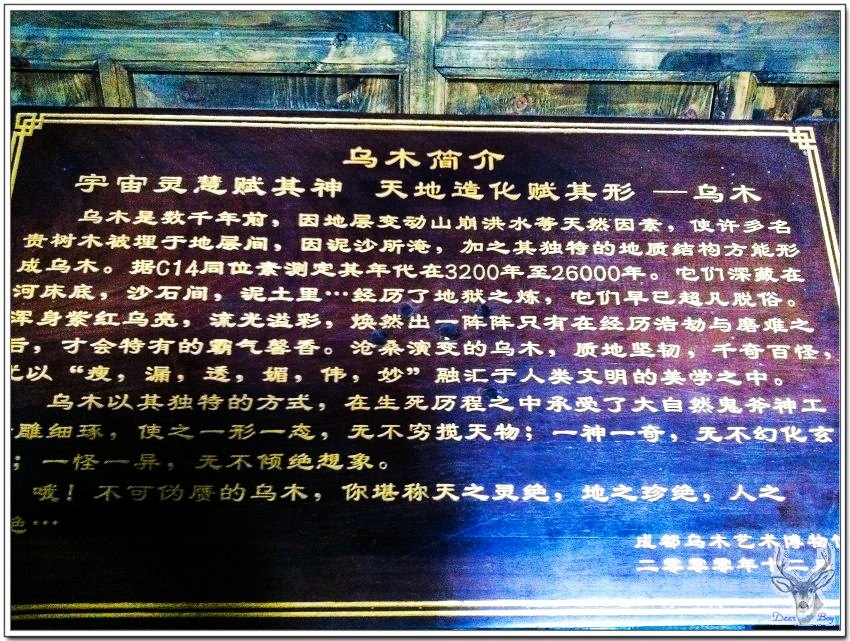 乌木简介
宇宙灵慧赋其神 天地造化赋其形 —乌木
乌木是数千年前，因地层变动山崩洪水等天然因素，使许多名
贵树木被埋于地层间，因泥沙所淹，加之其独特的地质结构方能形
成乌木。据C14同位素测定其年代在3200年至26000年。它们深藏在
河床底，沙石间，泥土里…经历了地狱之炼，它们早已超凡脱俗。
浑身紫红乌亮，流光溢彩，焕然出一阵阵只有在经历浩劫与磨难之
后，才会特有的霸气馨香。沧桑演变的乌木，质地坚韧，千奇百怪，
以“瘦，漏，透，媚，伟，妙”融汇于人类文明的美学之中。
乌木以其独特的方式，在生死历程之中承受了大自然鬼斧神工
雕细琢，使之一形一态，无不穷揽天物；一神一奇，无不幻化玄
；一怪一异，无不倾绝想象。
哦！不可伪赝的乌木，你堪称天之灵绝，地之珍绝，人之
…
成都乌木艺术博物
二零零零年十二
Deer Boy